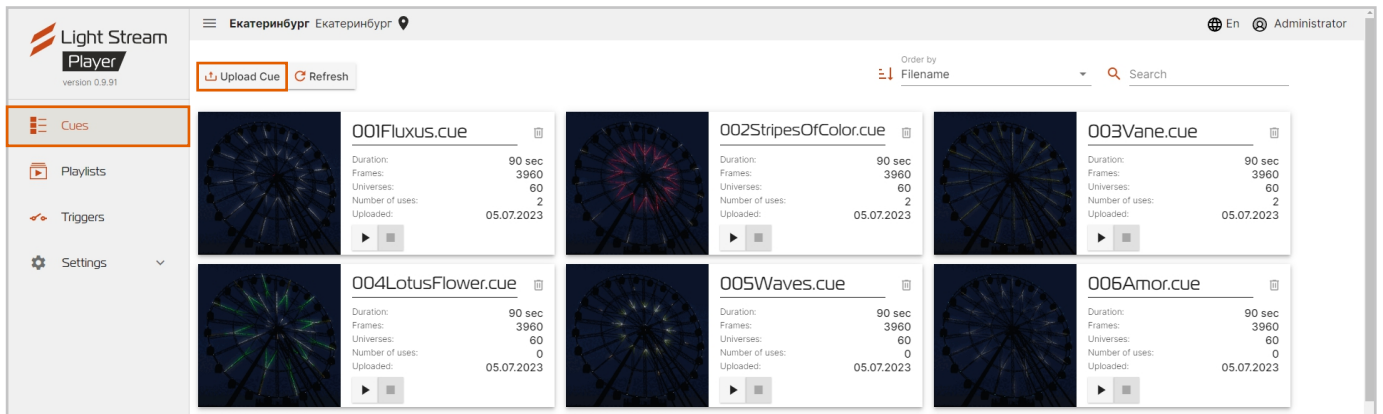 Light Stream
Player
version 0.9.91
Екатеринбург Екатеринбург
En Administrator
Upload Cue Refresh
Order by
Filename
Search
Cues
Playlists
Triggers
Settings
001Fluxus.cue
Duration: 90 sec
Frames: 3960
Universes: 60
Number of uses: 2
Uploaded: 05.07.2023
002StripesOfColor.cue
Duration: 90 sec
Frames: 3960
Universes: 60
Number of uses: 2
Uploaded: 05.07.2023
003Vane.cue
Duration: 90 sec
Frames: 3960
Universes: 60
Number of uses: 2
Uploaded: 05.07.2023
004LotusFlower.cue
Duration: 90 sec
Frames: 3960
Universes: 60
Number of uses: 0
Uploaded: 05.07.2023
005Waves.cue
Duration: 90 sec
Frames: 3960
Universes: 60
Number of uses: 0
Uploaded: 05.07.2023
006Amor.cue
Duration: 90 sec
Frames: 3960
Universes: 60
Number of uses: 0
Uploaded: 05.07.2023